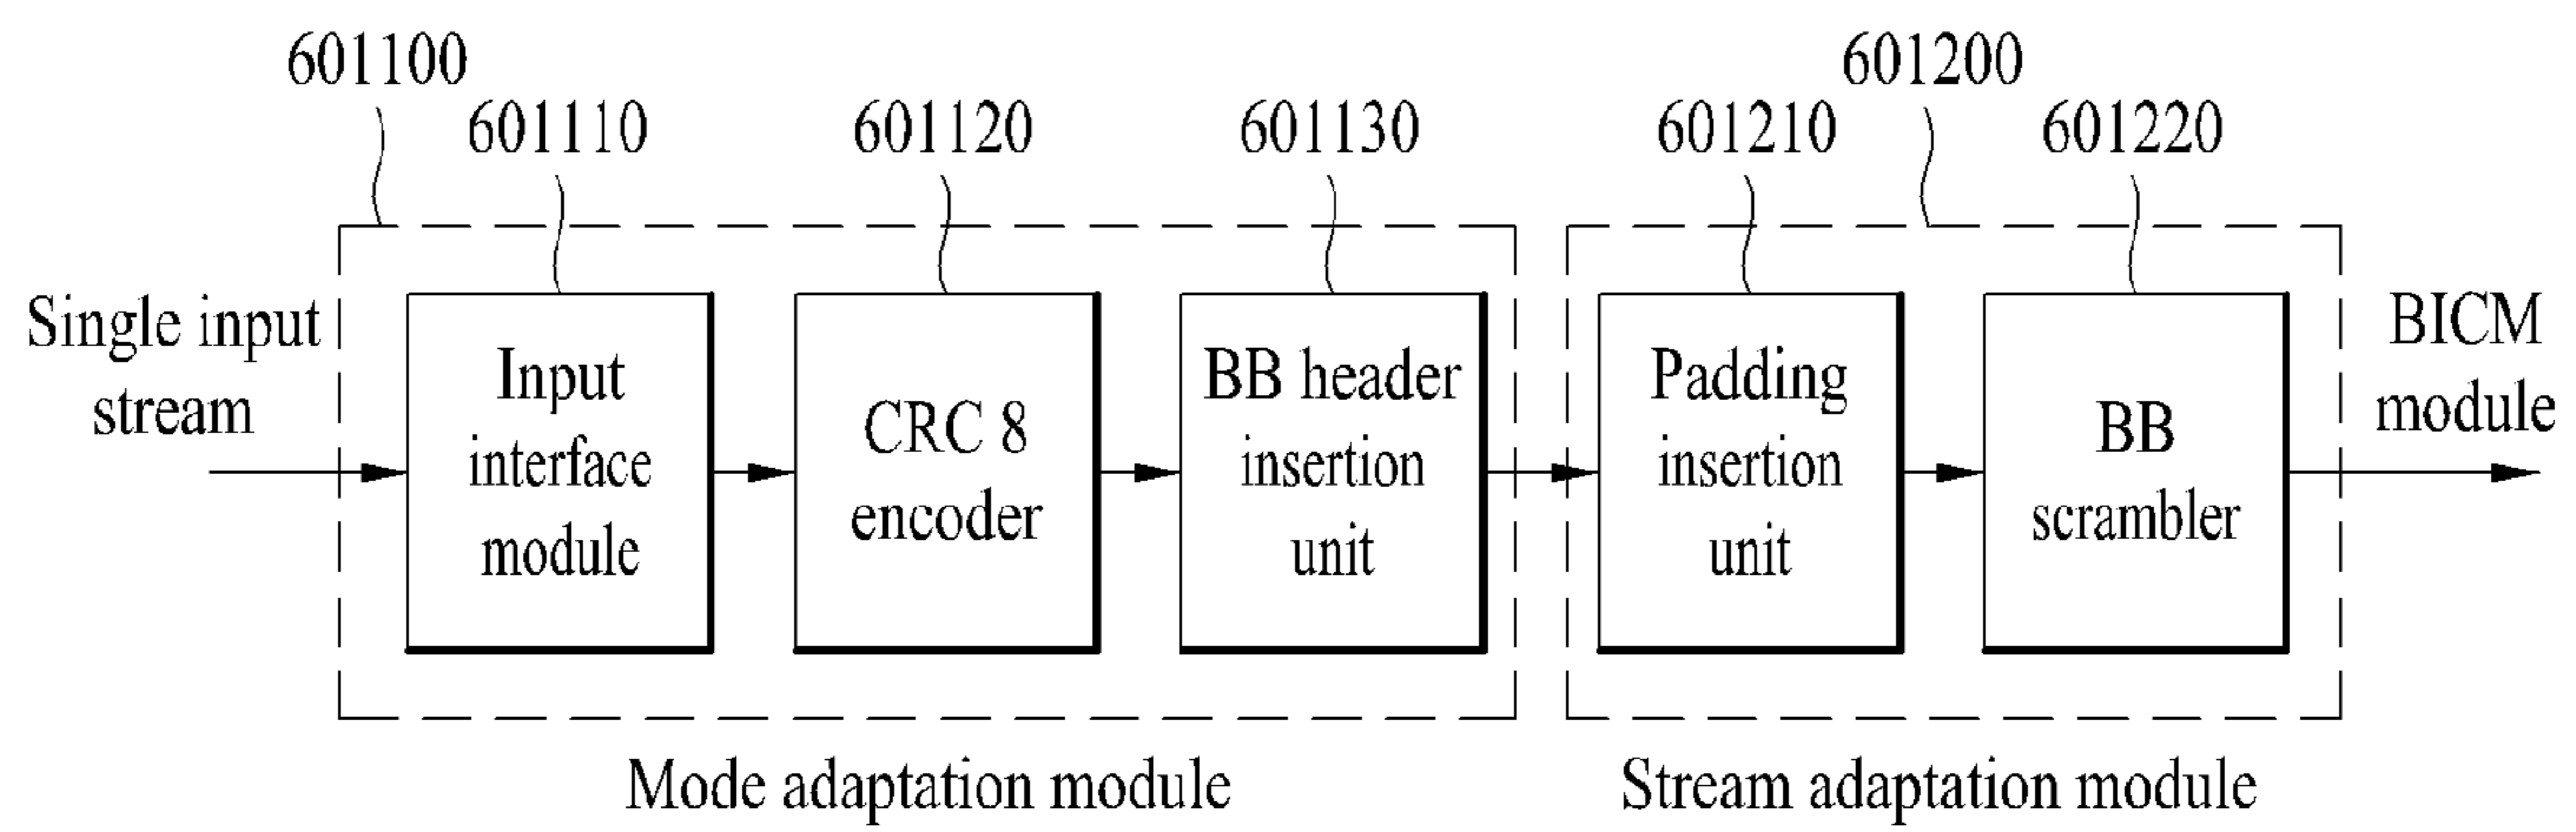 601100
601200
601110
601120
601130
601210
601220
Single input
stream
Input
interface
module
CRC 8
encoder
BB header
insertion
unit
Padding
insertion
unit
BB
scrambler
BICM
module
Mode adaptation module
Stream adaptation module